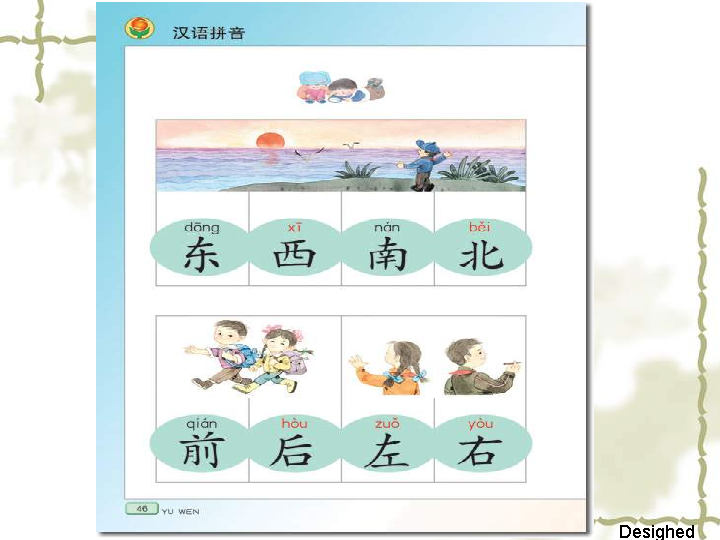 汉语拼音
dōng xī nán běi
东 西 南 北
qián hòu zuǒ yòu
前 后 左 右
46 YU WEN
Desighed